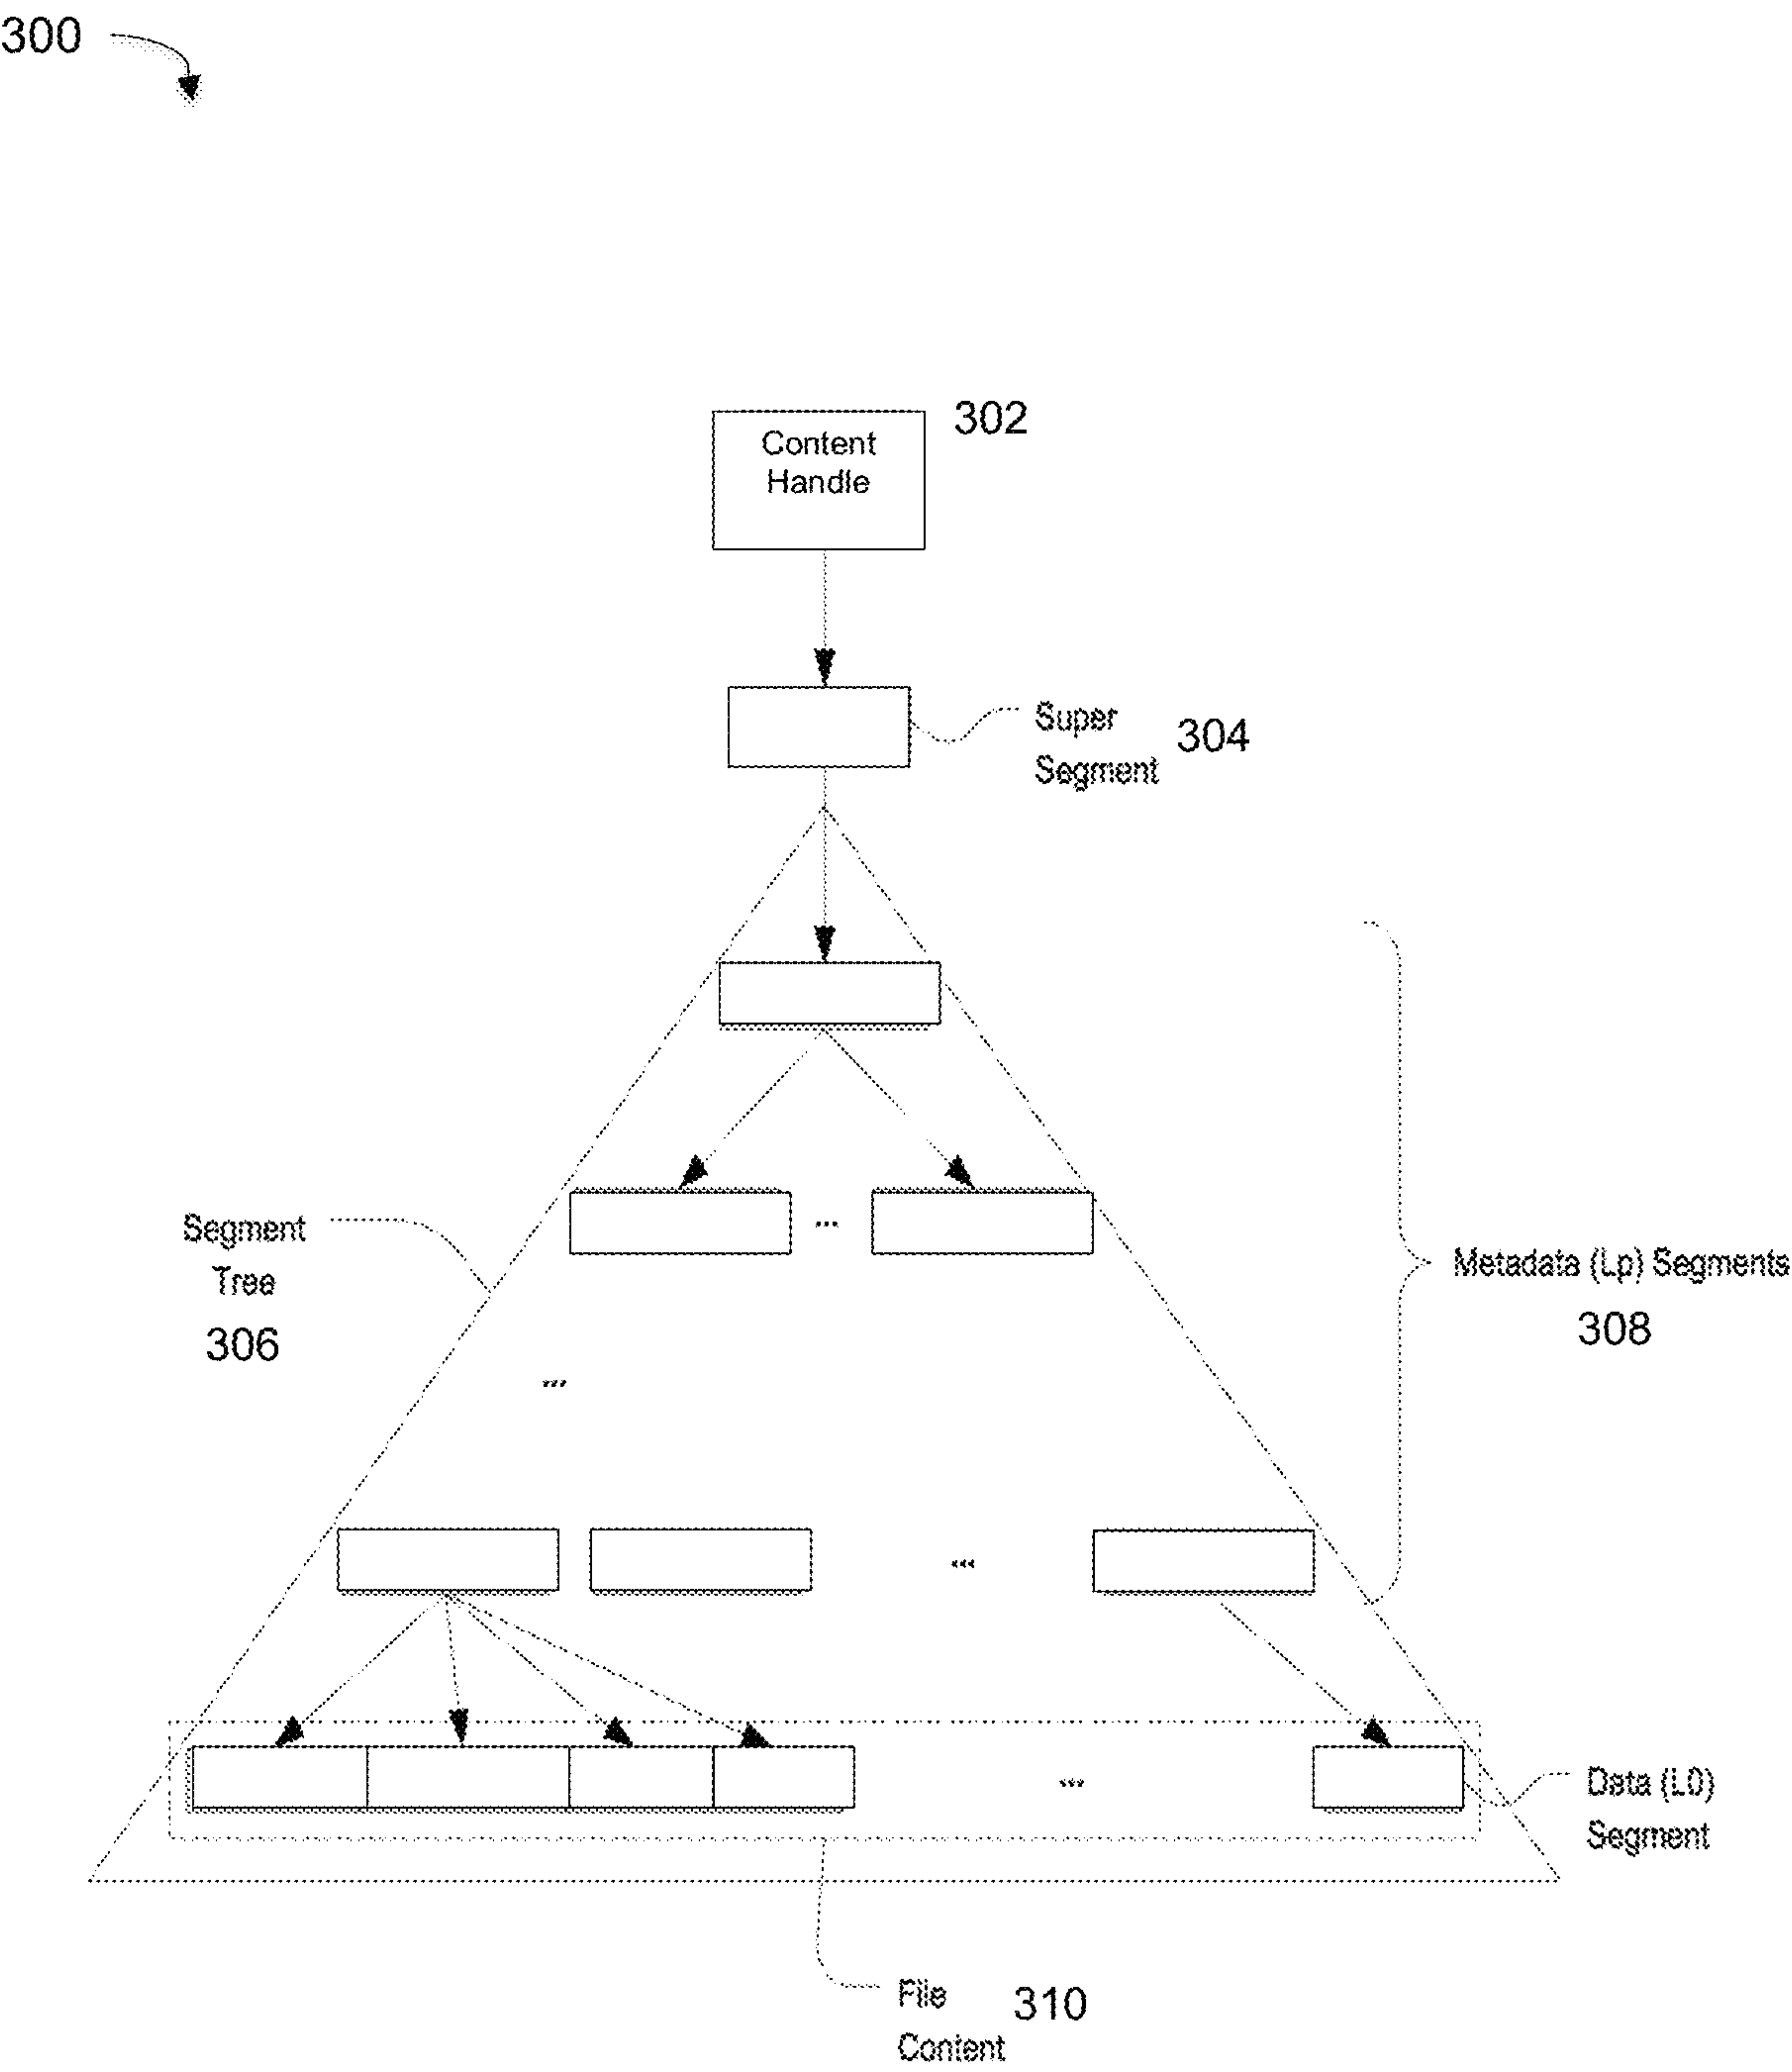 300
Content
Handle
302
Super
Segment
304
Segment
Tree
306
...
...
Metadata (Lp) Segments
308
...
...
Data (L0)
Segment
File
Content
310